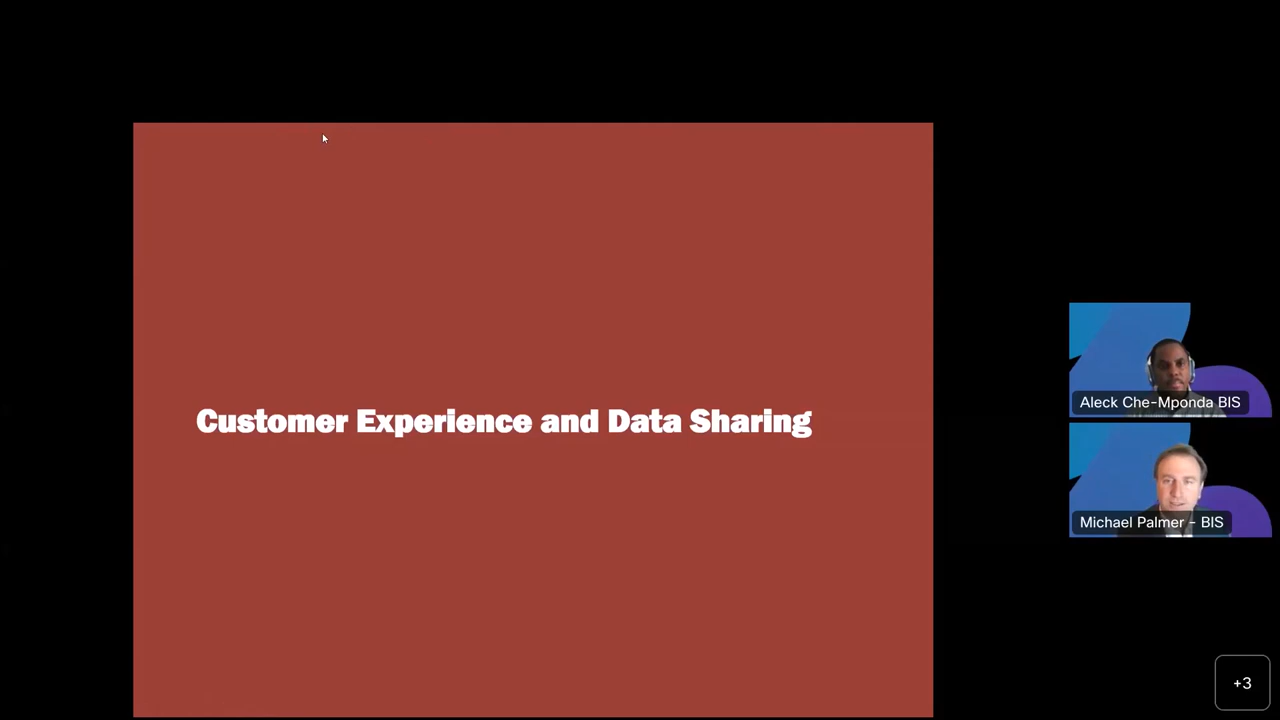 Customer Experience and Data Sharing
Aleck Che-Mponda BIS
Michael Palmer - BIS
+3